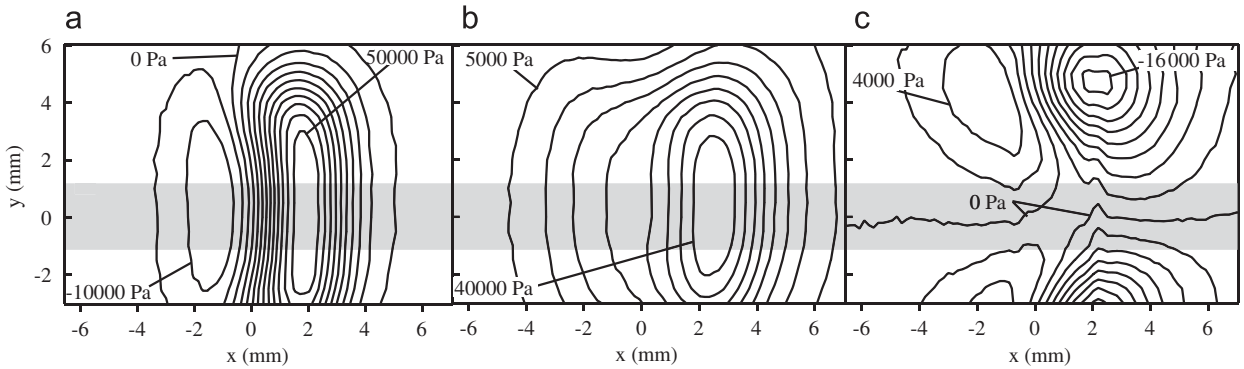 a
b
c
6
4
2
0
-2
y (mm)
0 Pa
50000 Pa
-10000 Pa
5000 Pa
40000 Pa
4000 Pa
-16000 Pa
0 Pa
-6 -4 -2 0 2 4 6
-6 -4 -2 0 2 4 6
-6 -4 -2 0 2 4 6
x (mm)
x (mm)
x (mm)